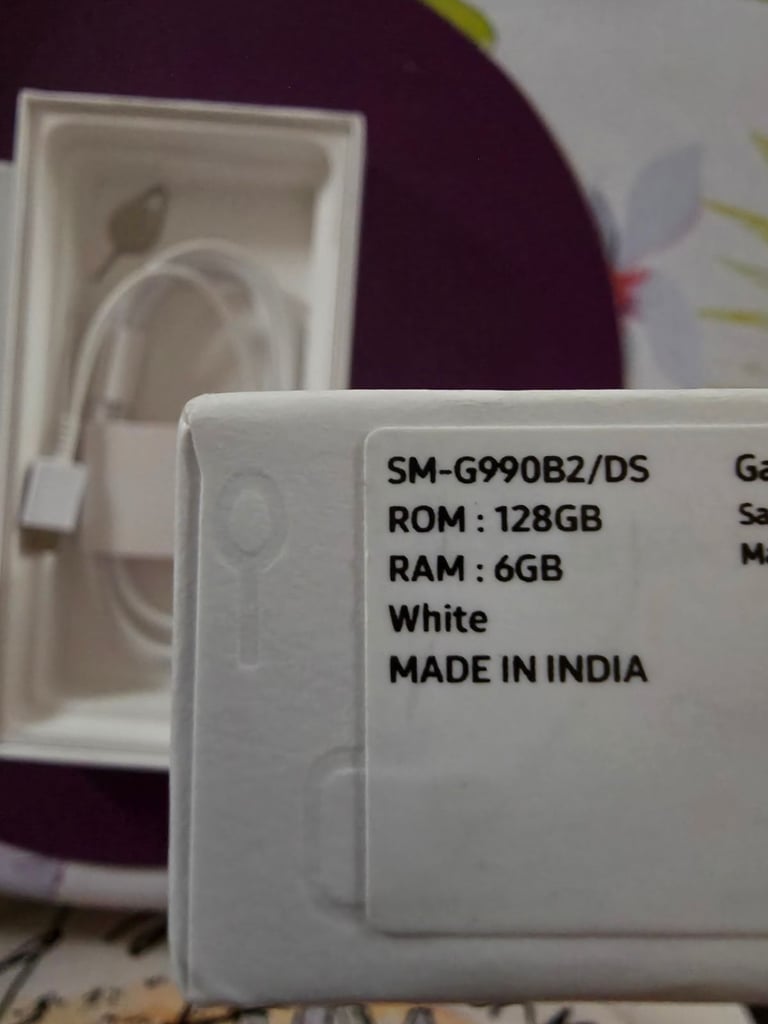 SM-G990B2/DS
ROM : 128GB
RAM : 6GB
White
MADE IN INDIA